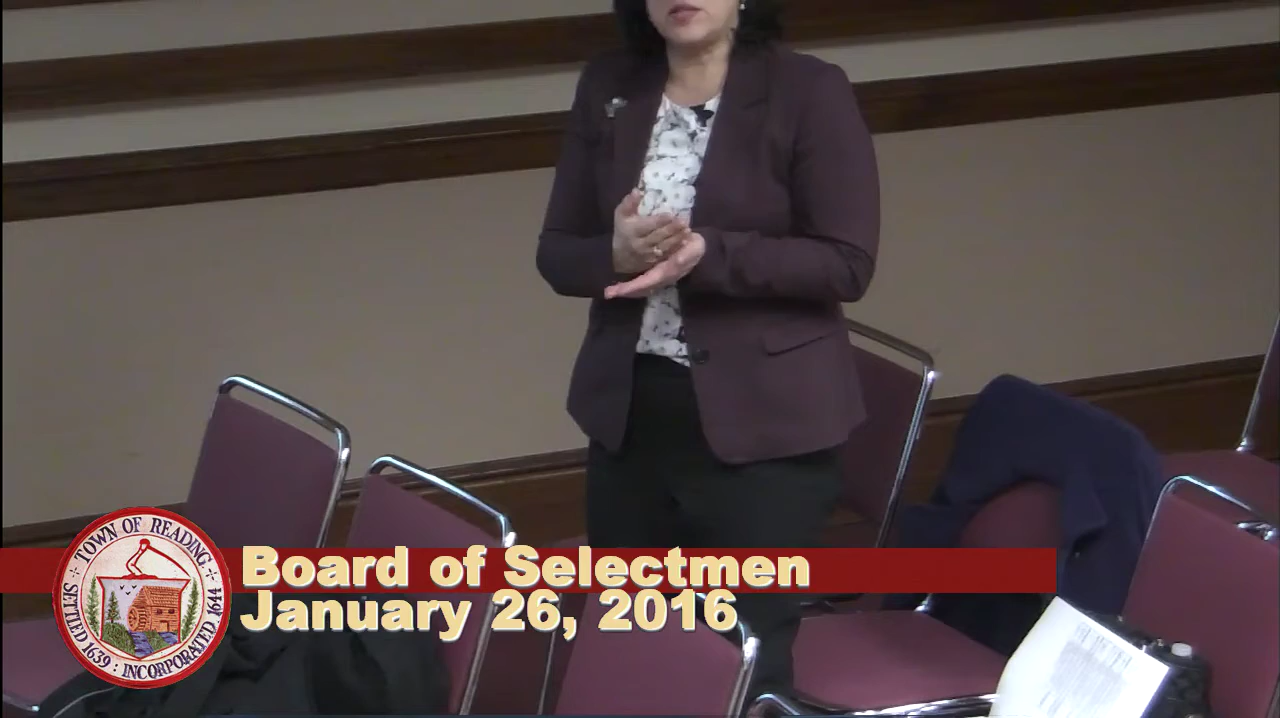 TOWN OF READING
SETTLED 1639 : INCORPORATED 1644
Board of Selectmen
January 26, 2016